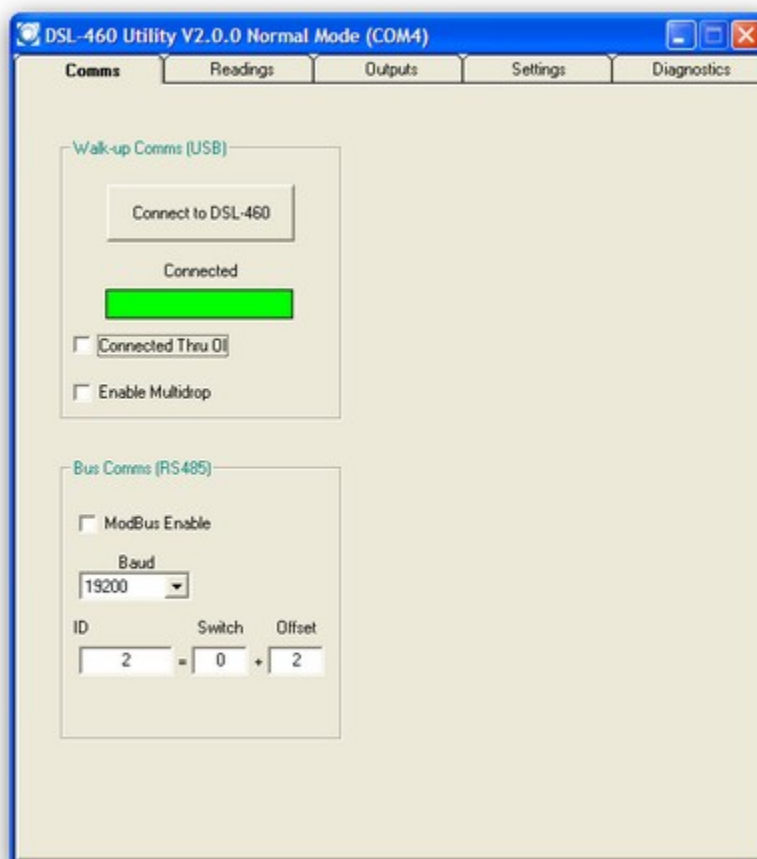 DSL-460 Utility V2.0.0 Normal Mode (COM4)
Comms Readings Outputs Settings Diagnostics
Walk-up Comms (USB)
Connect to DSL-460
Connected
Connected Thru OI
Enable Multidrop
Bus Comms (RS485)
ModBus Enable
Baud
19200
ID Switch Offset
2 = 0 + 2